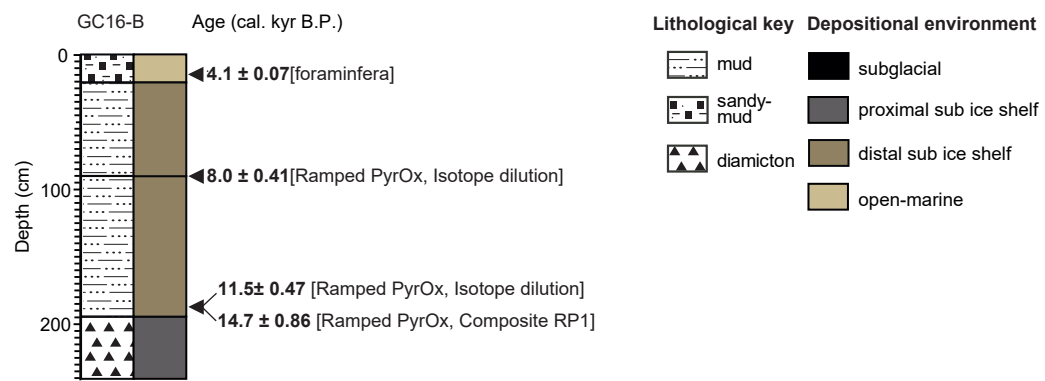 GC16-B
Age (cal. kyr B.P.)
0
100
200
Depth (cm)
4.1 ± 0.07[foraminfera]
8.0 ± 0.41[Ramped PyrOx, Isotope dilution]
11.5± 0.47 [Ramped PyrOx, Isotope dilution]
14.7 ± 0.86 [Ramped PyrOx, Composite RP1]
Lithological key
mud
sandy-
mud
diamicton
Depositional environment
subglacial
proximal sub ice shelf
distal sub ice shelf
open-marine